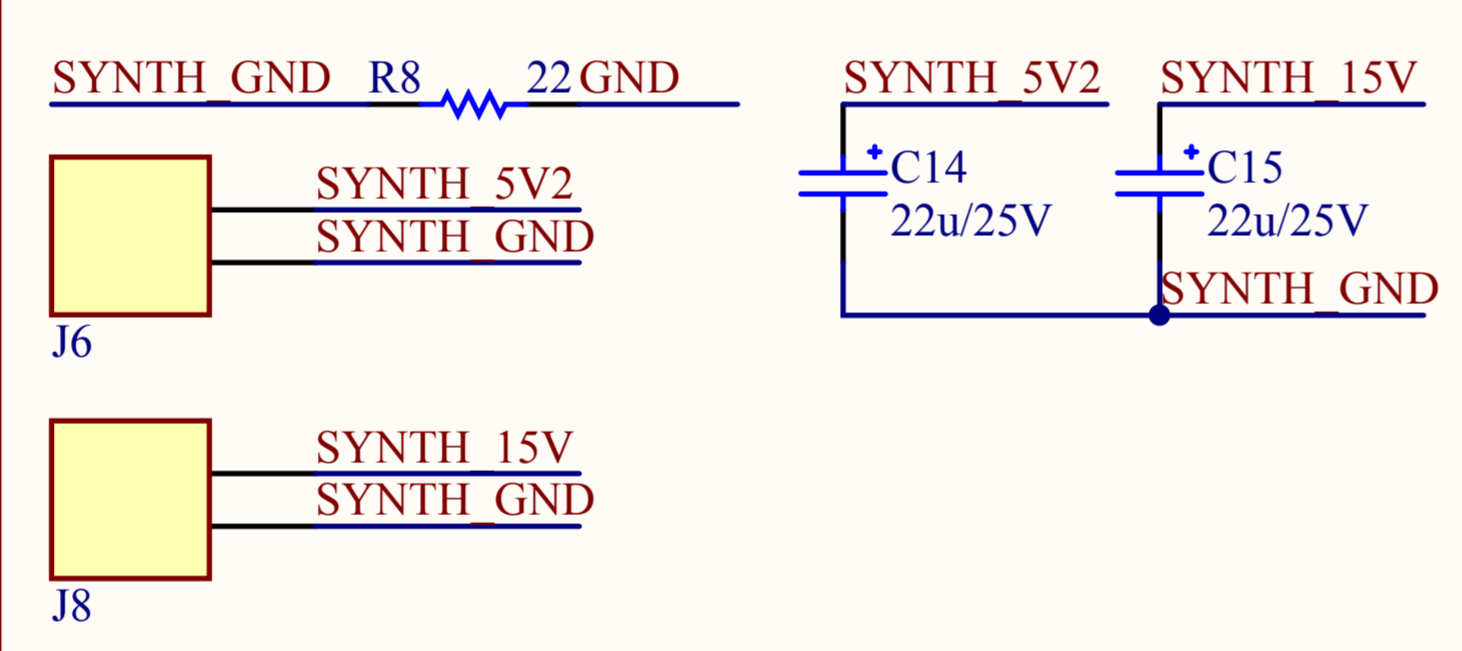 SYNTH_GND R8 22 GND
SYNTH_5V2
SYNTH_GND
J6
SYNTH_15V
SYNTH_GND
J8
SYNTH_5V2 SYNTH_15V
+ C14 + C15
22u/25V 22u/25V
SYNTH_GND